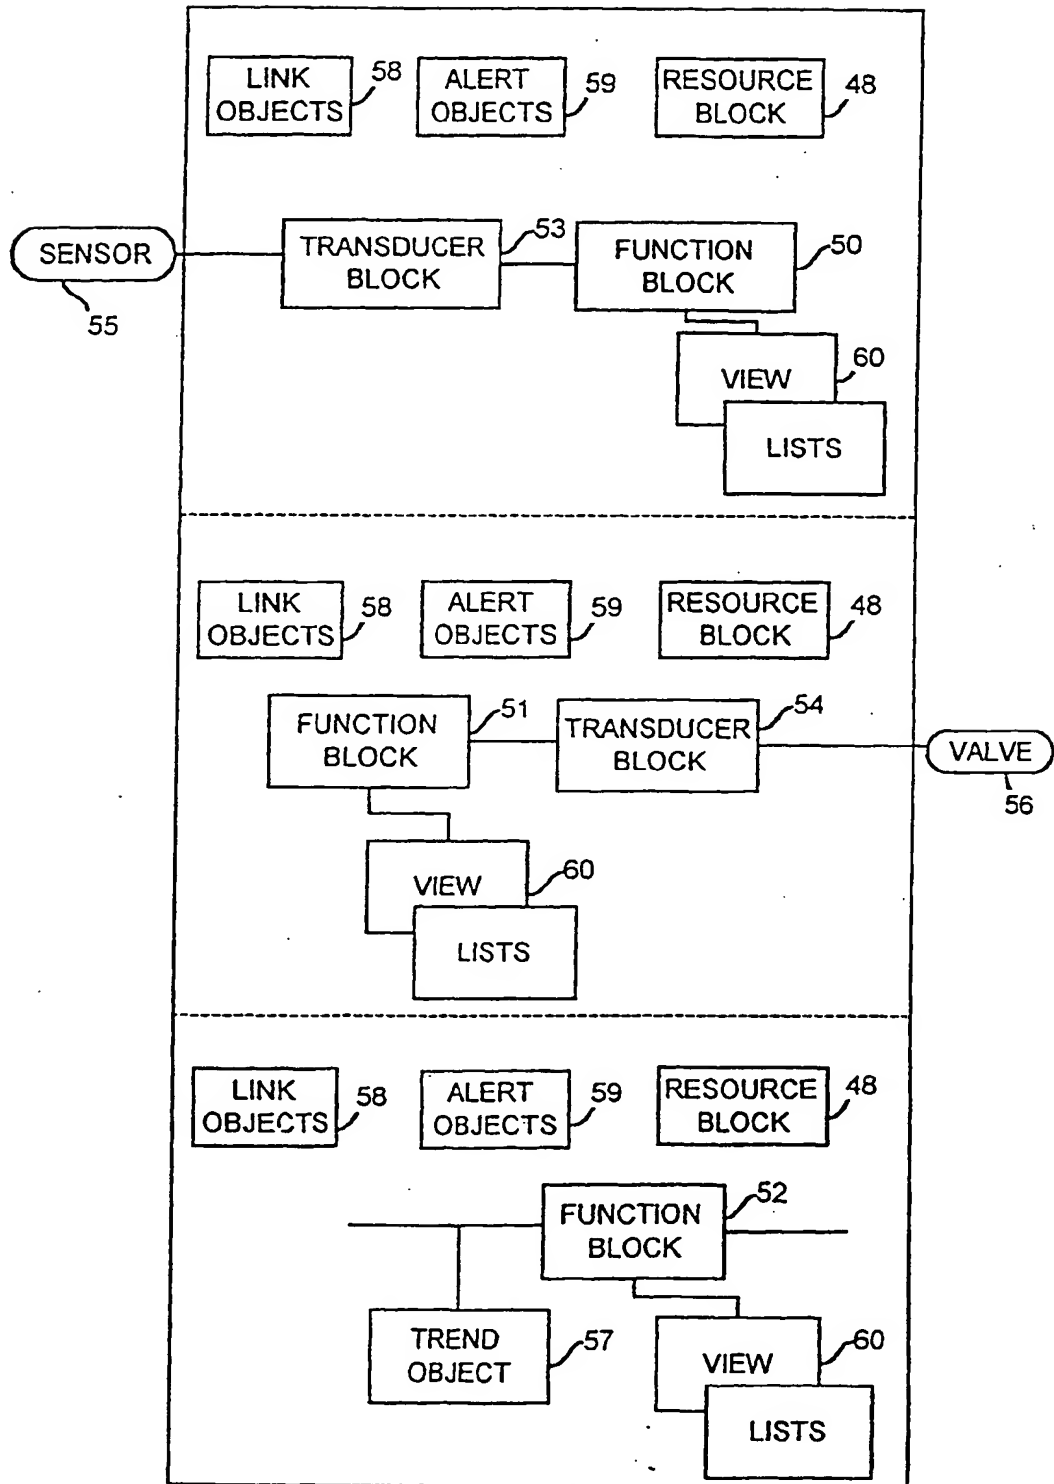 LINK
OBJECTS
58
ALERT
OBJECTS
59
RESOURCE
BLOCK
48
SENSOR
55
TRANSDUCER
BLOCK
53
FUNCTION
BLOCK
50
VIEW
60
LISTS
LINK
OBJECTS
58
ALERT
OBJECTS
59
RESOURCE
BLOCK
48
FUNCTION
BLOCK
51
TRANSDUCER
BLOCK
54
VALVE
56
VIEW
60
LISTS
LINK
OBJECTS
58
ALERT
OBJECTS
59
RESOURCE
BLOCK
48
FUNCTION
BLOCK
52
TREND
OBJECT
57
VIEW
60
LISTS